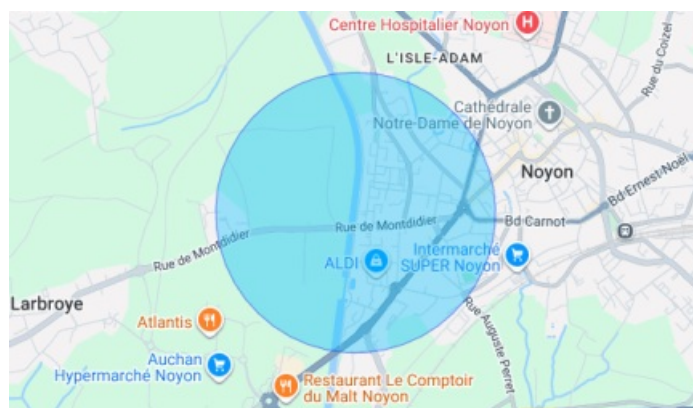 Centre Hospitalier Noyon
L'ISLE-ADAM
Rue du Coizel
Cathédrale
Notre-Dame de Noyon
Noyon
Bd Ernest-Noël
Rue de Montdidier
Bd Carnot
Rue de Montdidier
Intermarché
SUPER Noyon
ALDI
Larbroye
Atlantis
Rue Auguste Perret
Auchan
Hypermarché Noyon
Restaurant Le Comptoir
du Malt Noyon